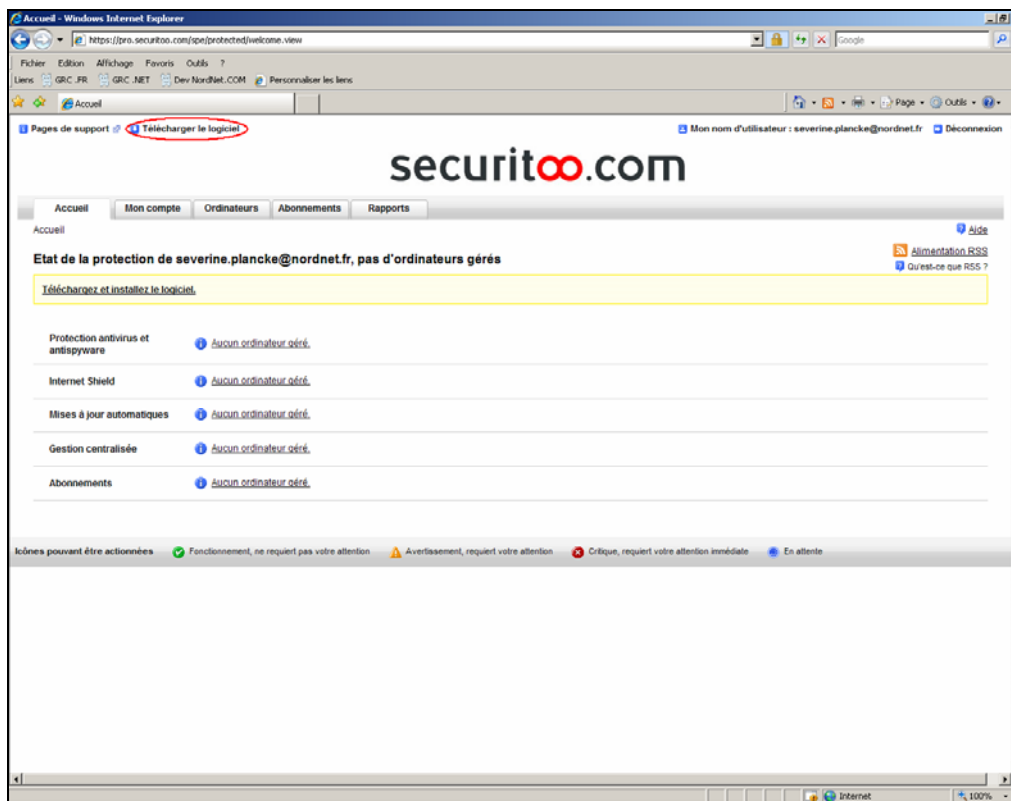 Accueil - Windows Internet Explorer
https://pro.securitoo.com/spe/protected/welcome.view
Google
Fichier Edition Affichage Favoris Outils ?
Liens GRC .FR GRC .NET Dev NordNet.COM Personnaliser les liens
Accueil
Page Outils
Pages de support Télécharger le logiciel
Mon nom d'utilisateur : severine.plancke@nordnet.fr Déconnexion
securitoo.com
Accueil Mon compte Ordinateurs Abonnements Rapports
Accueil
Aide
Alimentation RSS
Etat de la protection de severine.plancke@nordnet.fr, pas d'ordinateurs gérés
Qu'est-ce que RSS ?
Téléchargez et installez le logiciel.
Protection antivirus et
antispyware
Aucun ordinateur géré.
Internet Shield Aucun ordinateur géré.
Mises à jour automatiques Aucun ordinateur géré.
Gestion centralisée Aucun ordinateur géré.
Abonnements Aucun ordinateur géré.
Icônes pouvant être actionnées Fonctionnement, ne requiert pas votre attention Avertissement, requiert votre attention Critique, requiert votre attention immédiate En attente
Internet 100%